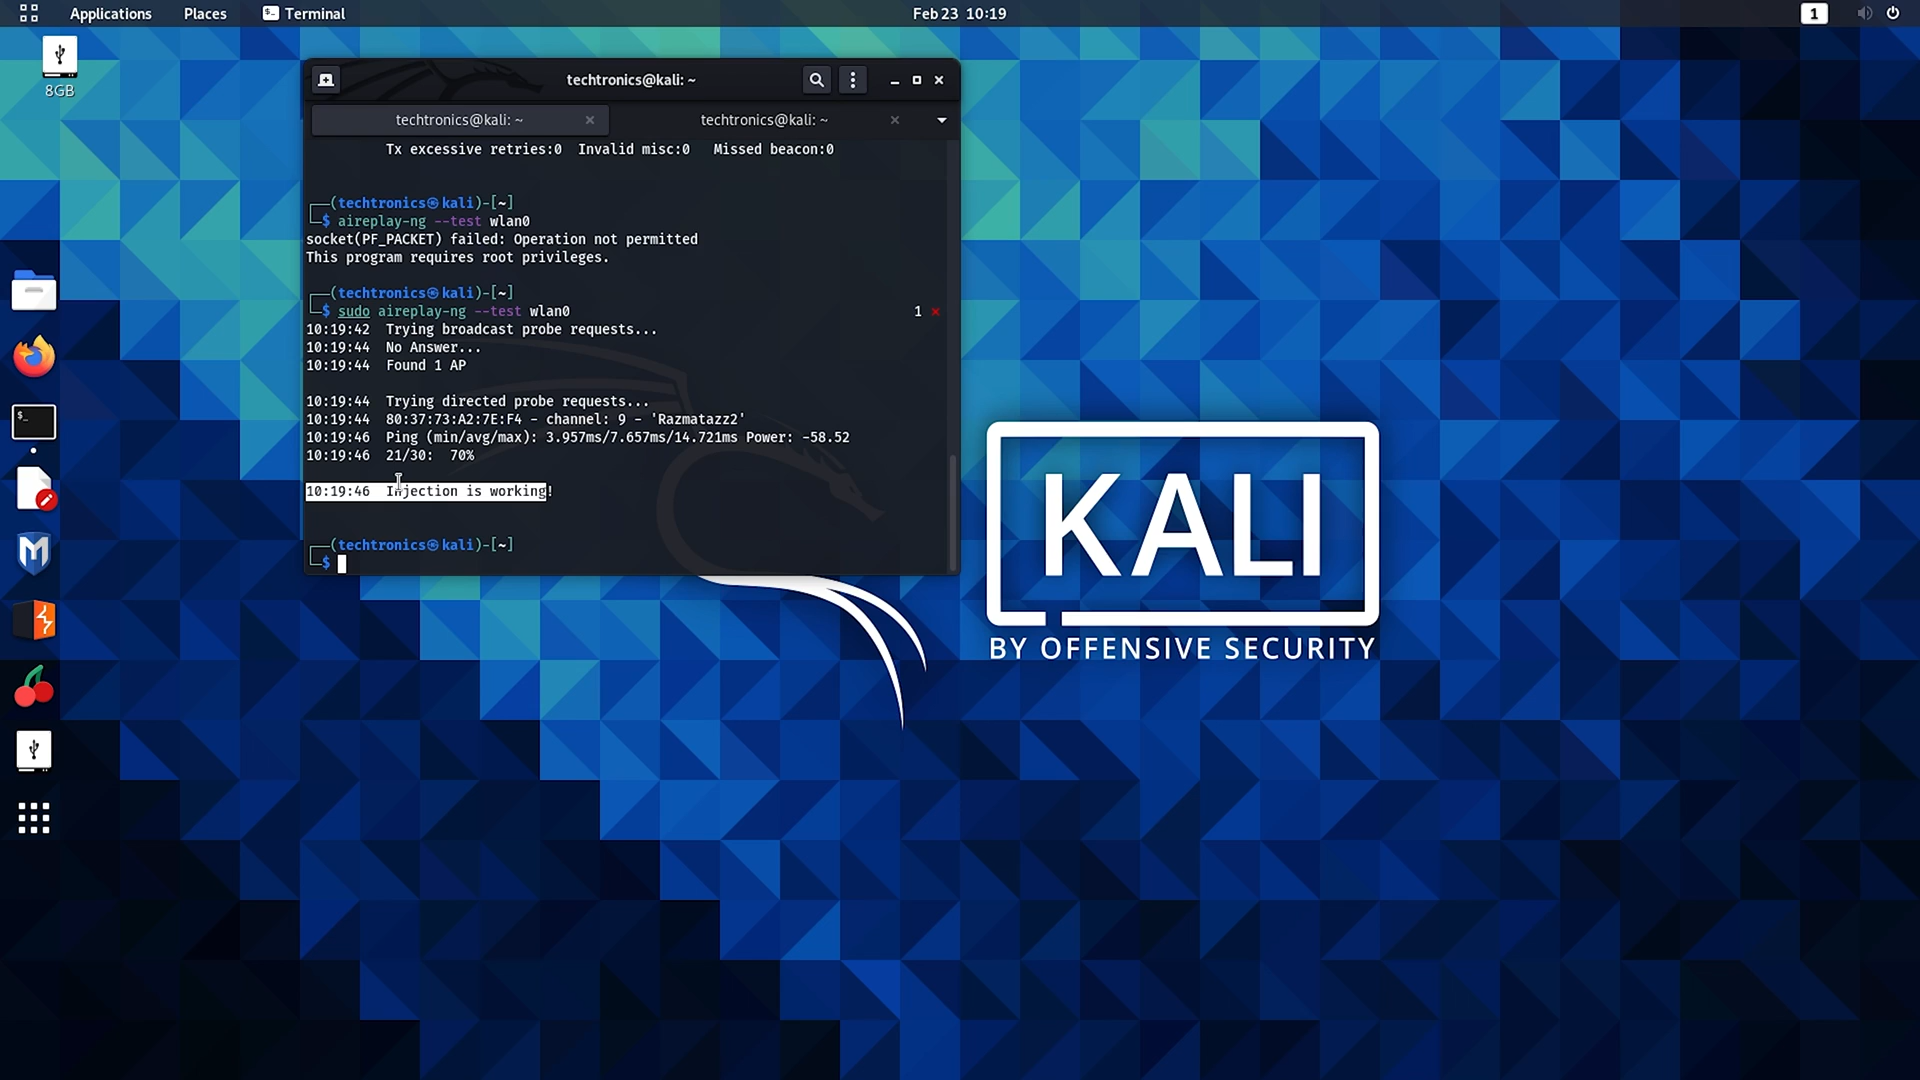 Applications Places Terminal Feb 23 10:19 1
8GB
techtronics@kali: ~
techtronics@kali: ~ techtronics@kali: ~
Tx excessive retries:0 Invalid misc:0 Missed beacon:0
┌──(techtronics㉿kali)-[~]
└─$ aireplay-ng --test wlan0
socket(PF_PACKET) failed: Operation not permitted
This program requires root privileges.
┌──(techtronics㉿kali)-[~]
└─$ sudo aireplay-ng --test wlan0 1 ⨯
10:19:42 Trying broadcast probe requests...
10:19:44 No Answer...
10:19:44 Found 1 AP
10:19:44 Trying directed probe requests...
10:19:44 80:37:73:A2:7E:F4 - channel: 9 - 'Razmatazz2'
10:19:46 Ping (min/avg/max): 3.957ms/7.657ms/14.721ms Power: -58.52
10:19:46 21/30: 70%
10:19:46 Injection is working!
┌──(techtronics㉿kali)-[~]
└─$
KALI
BY OFFENSIVE SECURITY